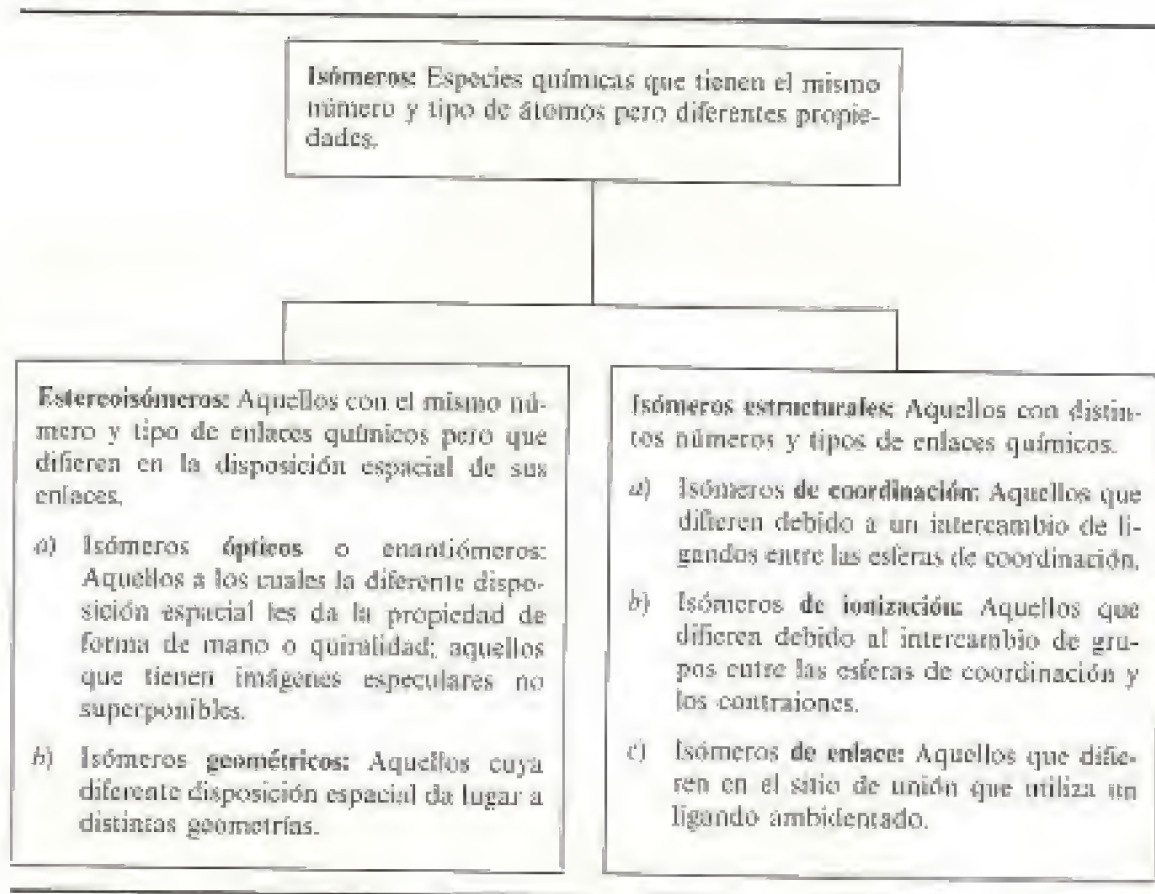 Isómeros: Especies químicas que tienen el mismo
número y tipo de átomos pero diferentes propie-
dades.
Estereoisómeros: Aquellos con el mismo nú-
mero y tipo de enlaces químicos pero que
difieren en la disposición espacial de sus
enlaces.
a) Isómeros ópticos o enantiómeros:
Aquellos a los cuales la diferente dispo-
sición espacial les da la propiedad de
forma de mano o quiralidad; aquellos
que tienen imágenes especulares no
superponibles.
b) Isómeros geométricos: Aquellos cuya
diferente disposición espacial da lugar a
distintas geometrías.
Isómeros estructurales: Aquellos con distin-
tos números y tipos de enlaces químicos.
a) Isómeros de coordinación: Aquellos que
difieren debido a un intercambio de li-
gandos entre las esferas de coordinación.
b) Isómeros de ionización: Aquellos que
difieren debido al intercambio de gru-
pos entre las esferas de coordinación y
los contraiones.
c) Isómeros de enlace: Aquellos que difie-
ren en el sitio de unión que utiliza un
ligando ambidentado.